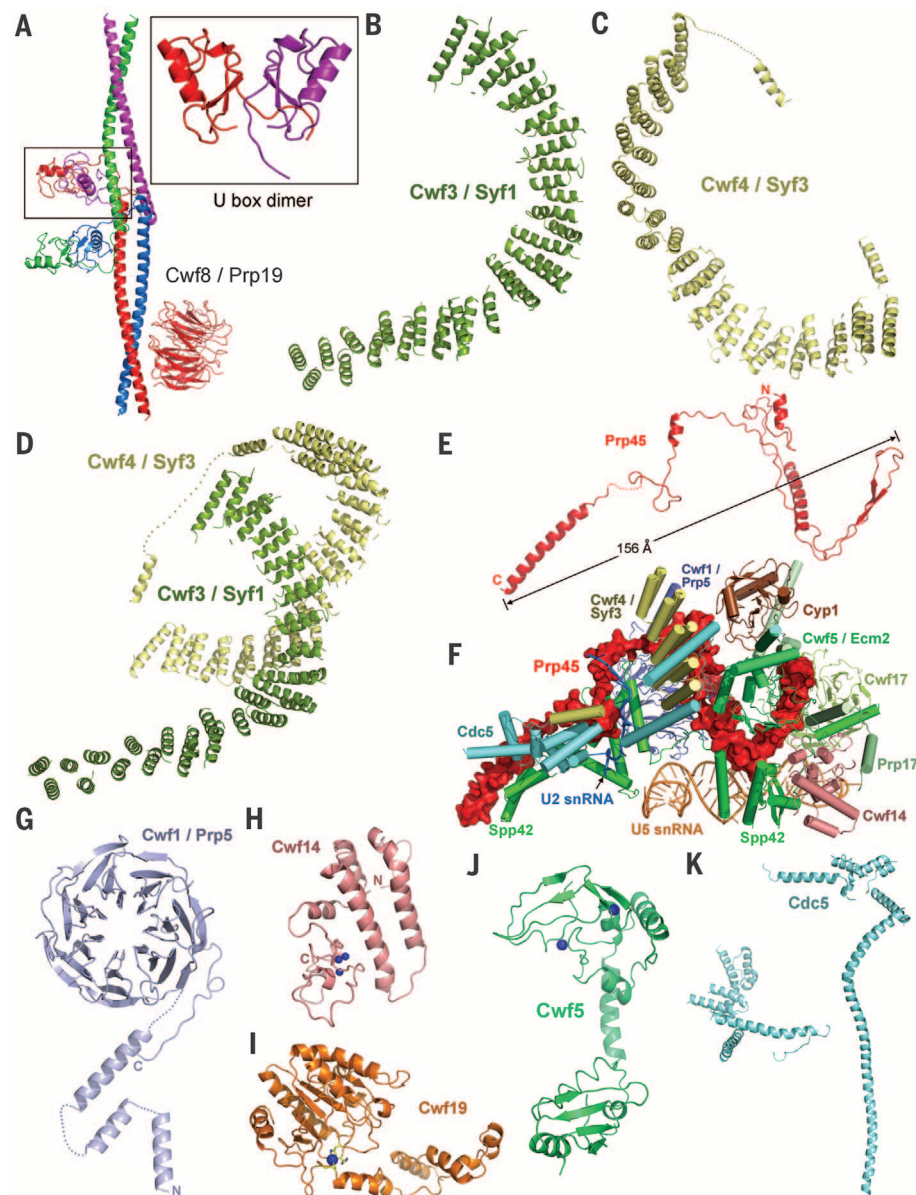 A
U box dimer
Cwf8 / Prp19
B
Cwf3 / Syf1
C
Cwf4 / Syf3
D
Cwf4 / Syf3
Cwf3 / Syf1
E
N
Prp45
156 Å
C
F
Cwf4 /
Syf3
Cwf1 /
Prp5
Cyp1
Cwf5 / Ecm2
Prp45
Cwf17
Cdc5
Prp17
U2 snRNA
U5 snRNA
Cwf14
Spp42
Spp42
G
Cwf1 / Prp5
C
N
H
Cwf14
N
C
I
Cwf19
J
Cwf5
K
Cdc5